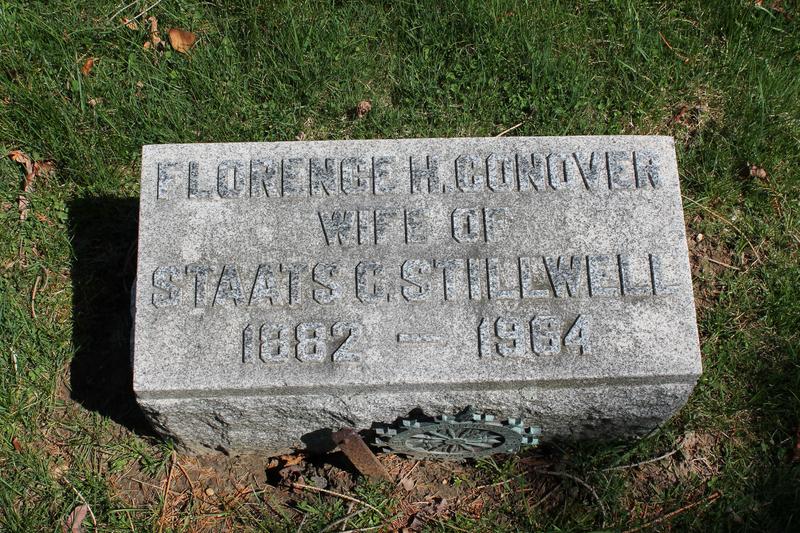 FLORENCE H. CONOVER
WIFE OF
STAATS C. STILLWELL
1882 — 1964